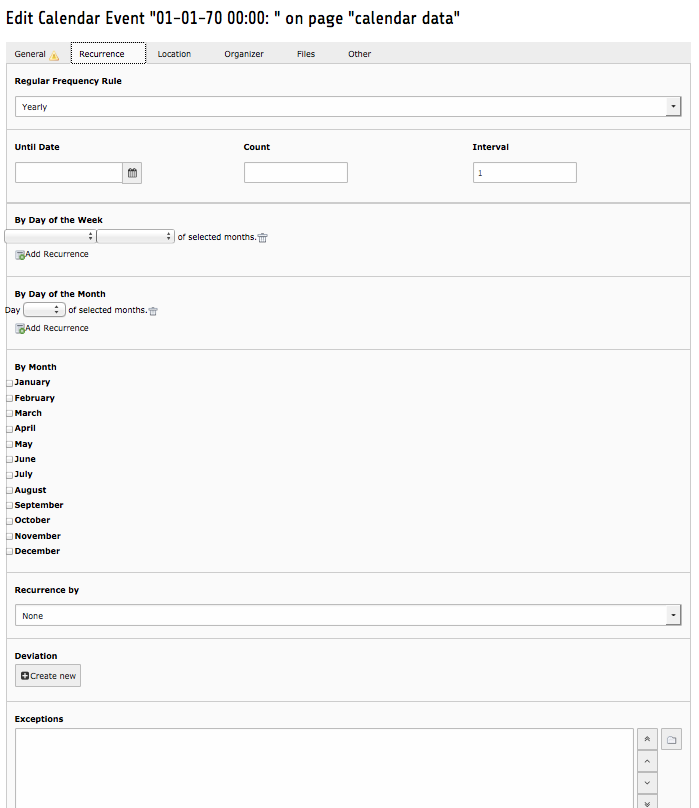 Edit Calendar Event "01-01-70 00:00: " on page "calendar data"
General Recurrence Location Organizer Files Other
Regular Frequency Rule
Yearly
Until Date Count Interval
1
By Day of the Week
of selected months.
Add Recurrence
By Day of the Month
Day of selected months.
Add Recurrence
By Month
January
February
March
April
May
June
July
August
September
October
November
December
Recurrence by
None
Deviation
Create new
Exceptions